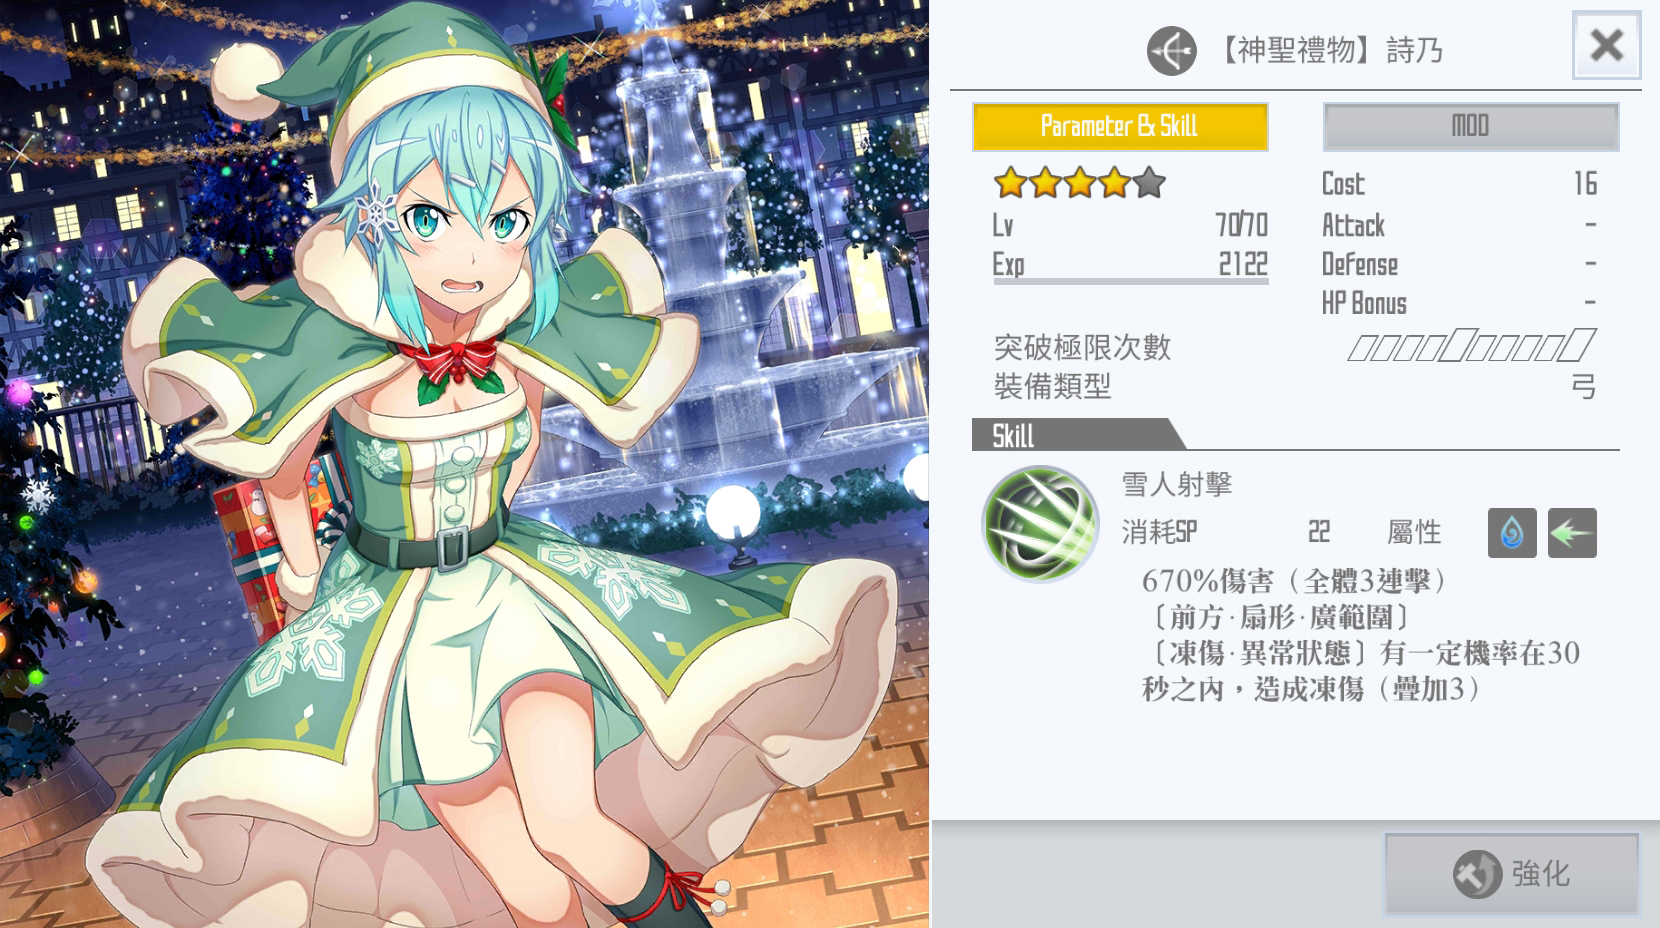 【神聖禮物】詩乃
Parameter & Skill
MOD
Lv 70/70
Exp 2122
Cost 16
Attack -
Defense -
HP Bonus -
突破極限次數
裝備類型 弓
Skill
雪人射擊
消耗SP 22 屬性
670%傷害（全體3連擊）
〔前方·扇形·廣範圍〕
〔凍傷·異常狀態〕有一定機率在30
秒之內，造成凍傷（疊加3）
強化